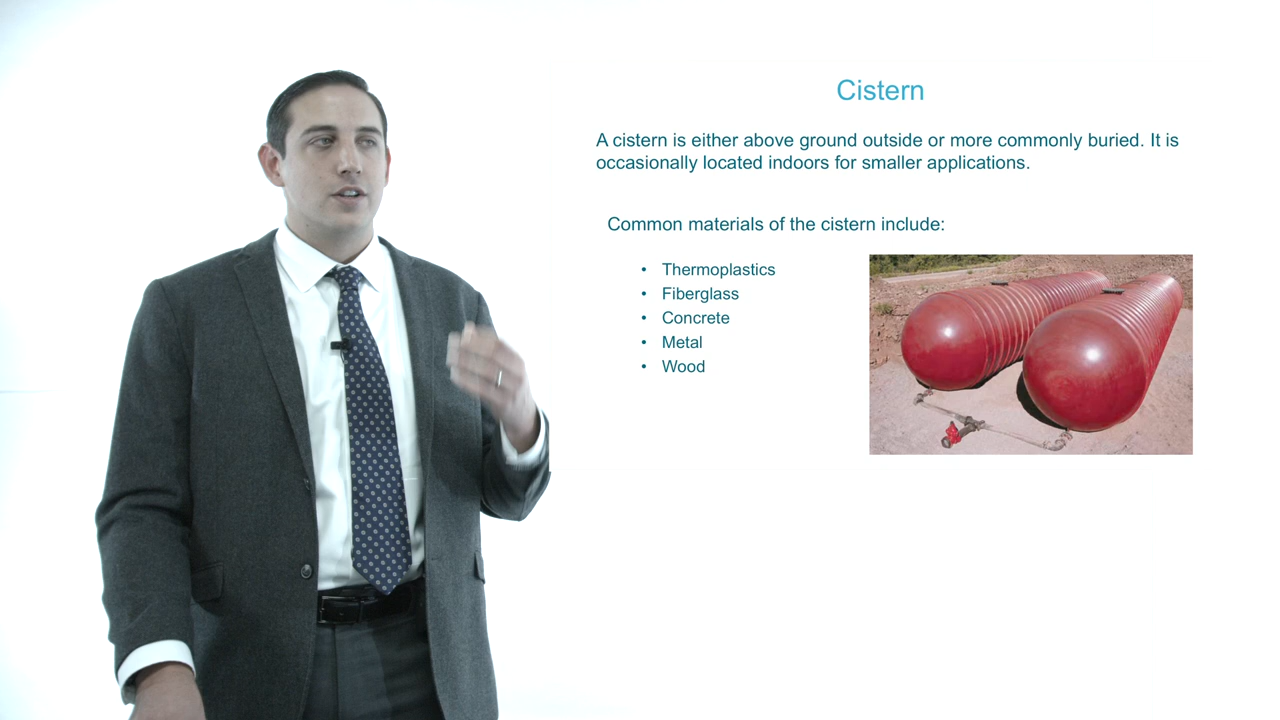 Cistern
A cistern is either above ground outside or more commonly buried. It is
occasionally located indoors for smaller applications.
Common materials of the cistern include:
• Thermoplastics
• Fiberglass
• Concrete
• Metal
• Wood